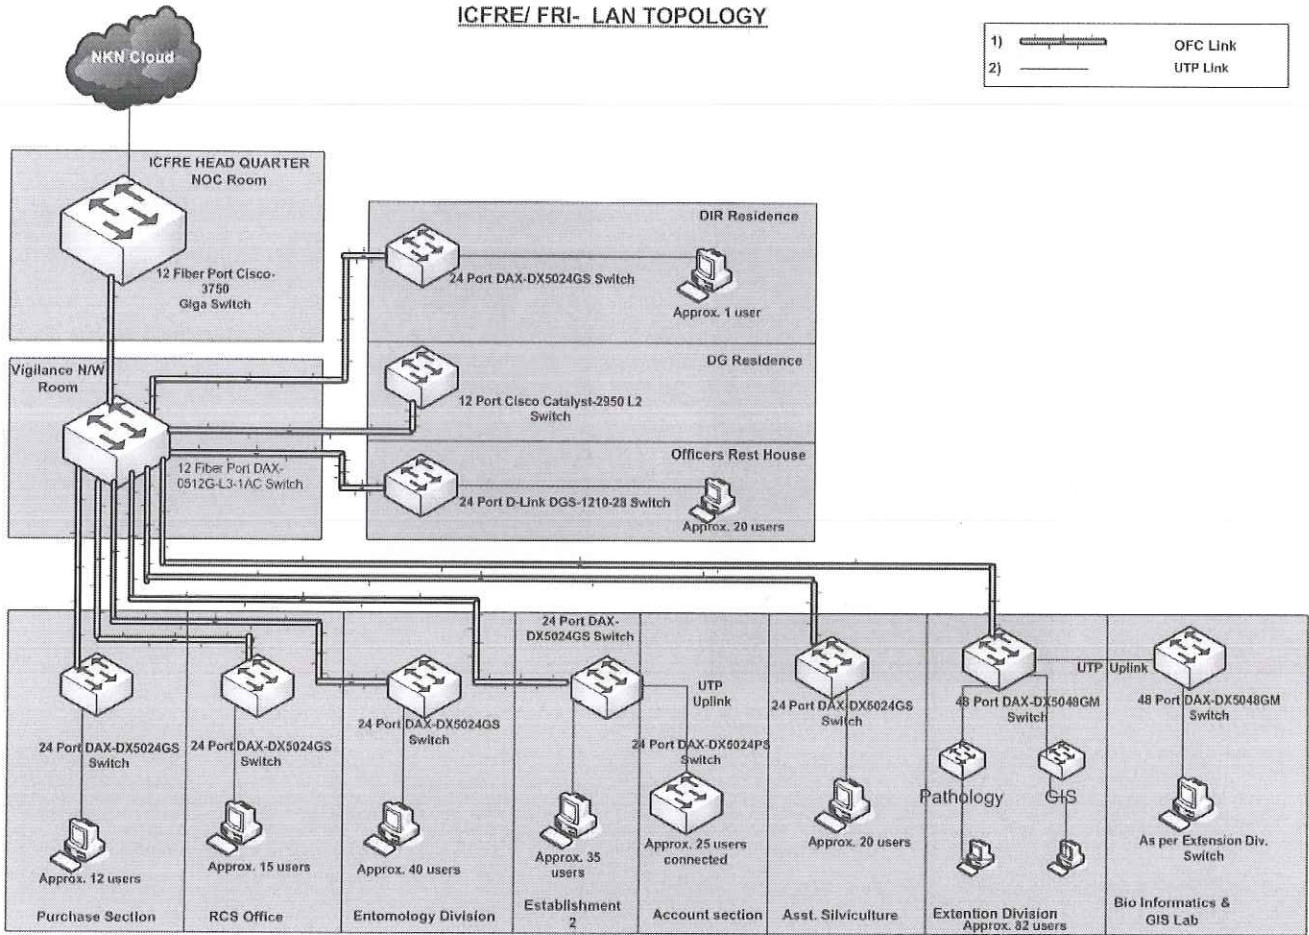 ICFRE/ FRI- LAN TOPOLOGY
1) OFC Link
2) UTP Link
NKN Cloud
ICFRE HEAD QUARTER
NOC Room
12 Fiber Port Cisco-
3750
Giga Switch
DIR Residence
24 Port DAX-DX5024GS Switch
Approx. 1 user
Vigilance N/W
Room
12 Fiber Port DAX-
0512G-L3-1AC Switch
DG Residence
12 Port Cisco Catalyst-2950 L2
Switch
Officers Rest House
24 Port D-Link DGS-1210-28 Switch
Approx. 20 users
24 Port DAX-DX5024GS
Switch
Approx. 12 users
Purchase Section
24 Port DAX-DX5024GS
Switch
Approx. 15 users
RCS Office
24 Port DAX-DX5024GS
Switch
Approx. 40 users
Entomology Division
24 Port DAX-
DX5024GS Switch
Approx. 35
users
Establishment
2
UTP
Uplink
24 Port DAX-DX5024PS
Switch
Approx. 25 users
connected
Account section
24 Port DAX-DX5024GS
Switch
Approx. 20 users
Asst. Silviculture
48 Port DAX-DX5048GM
Switch
Pathology
GIS
Extention Division
Approx. 82 users
UTP Uplink
48 Port DAX-DX5048GM
Switch
As per Extension Div.
Switch
Bio Informatics &
GIS Lab